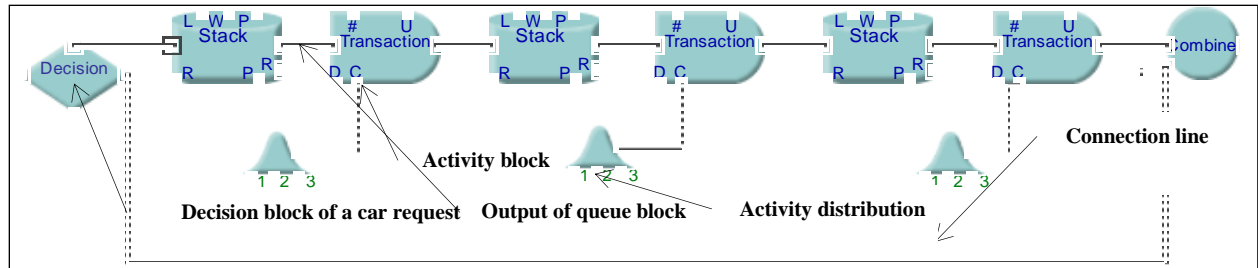 Decision
L W P
Stack
R P R
# U
Transaction
D C
L W P
Stack
R P R
# U
Transaction
D C
L W P
Stack
R P R
# U
Transaction
D C
Combine
1 2 3
1 2 3
1 2 3
Activity block
Connection line
Decision block of a car request
Output of queue block
Activity distribution